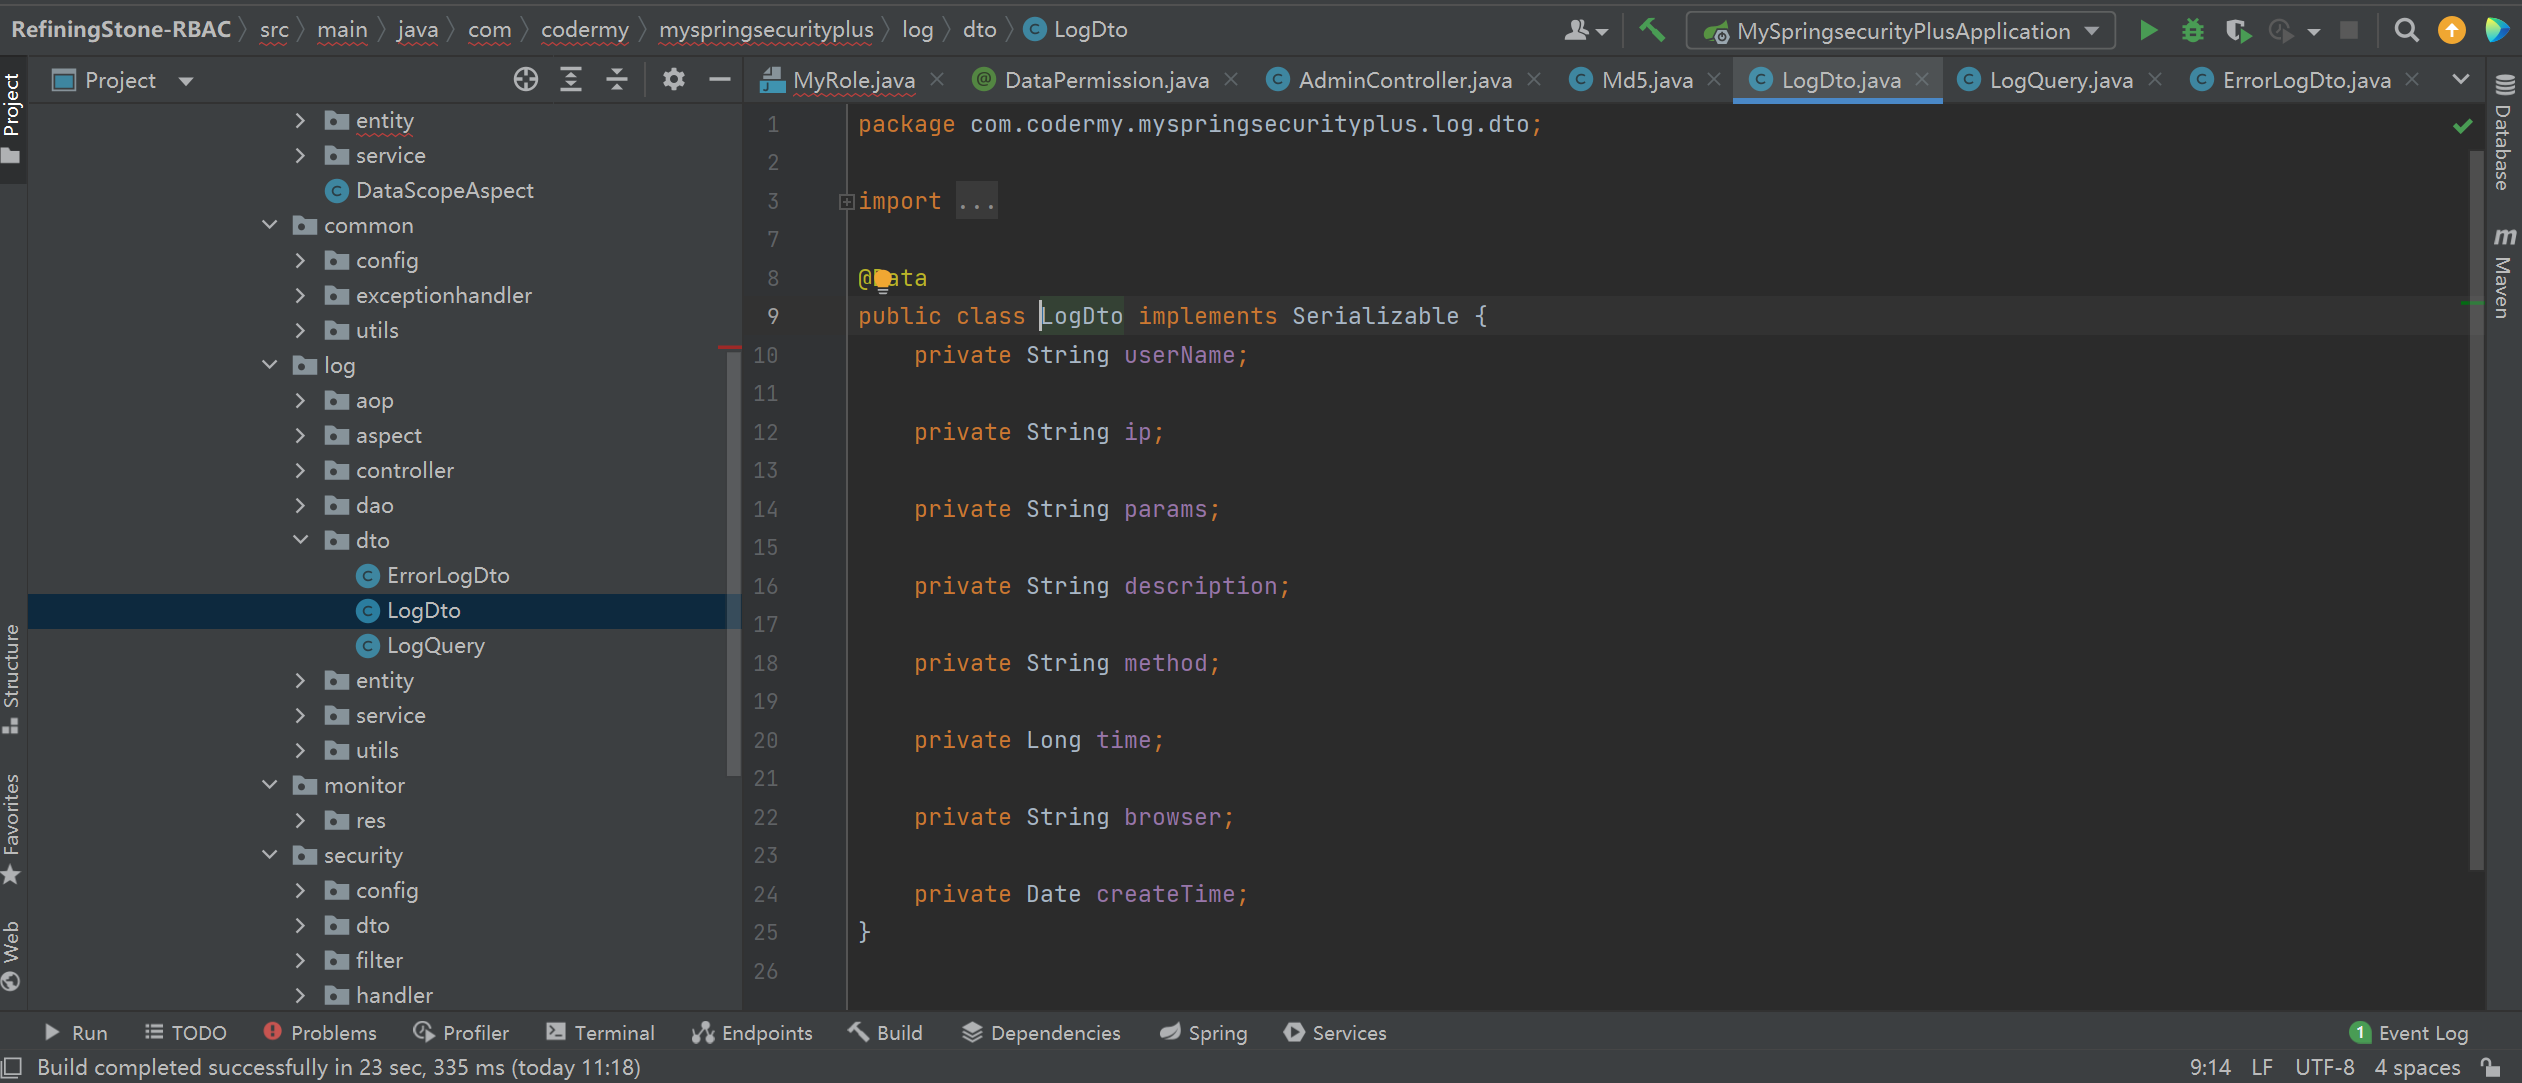 RefiningStone-RBAC src main java com codermy myspringsecurityplus log dto LogDto MySpringsecurityPlusApplication
Project
MyRole.java DataPermission.java AdminController.java Md5.java LogDto.java LogQuery.java ErrorLogDto.java
Project
Structure
Favorites
Web
entity
service
DataScopeAspect
common
config
exceptionhandler
utils
log
aop
aspect
controller
dao
dto
ErrorLogDto
LogDto
LogQuery
entity
service
utils
monitor
res
security
config
dto
filter
handler
1 package com.codermy.myspringsecurityplus.log.dto;
2
3 import ...
7
8 @Data
9 public class LogDto implements Serializable {
10 private String userName;
11
12 private String ip;
13
14 private String params;
15
16 private String description;
17
18 private String method;
19
20 private Long time;
21
22 private String browser;
23
24 private Date createTime;
25 }
26
Database
Maven
Run TODO Problems Profiler Terminal Endpoints Build Dependencies Spring Services 1 Event Log
Build completed successfully in 23 sec, 335 ms (today 11:18) 9:14 LF UTF-8 4 spaces